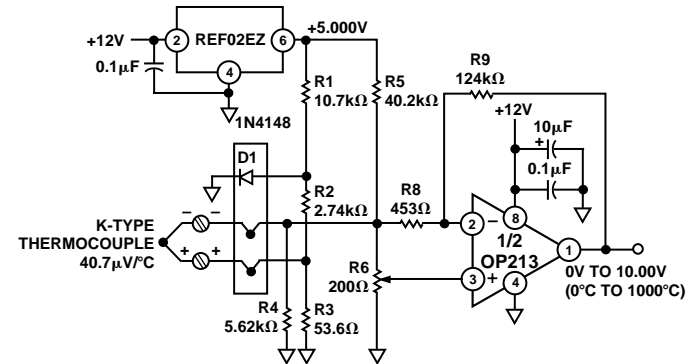 +12V
2
REF02EZ
6
+5.000V
0.1µF
4
1N4148
R1
10.7kΩ
R5
40.2kΩ
R9
124kΩ
+12V
10µF
+
0.1µF
D1
R2
2.74kΩ
R8
453Ω
K-TYPE
THERMOCOUPLE
40.7µV/°C
– –
+ +
2 –
8
1/2
OP213
1
3 +
4
0V TO 10.00V
(0°C TO 1000°C)
R6
200Ω
R4
5.62kΩ
R3
53.6Ω